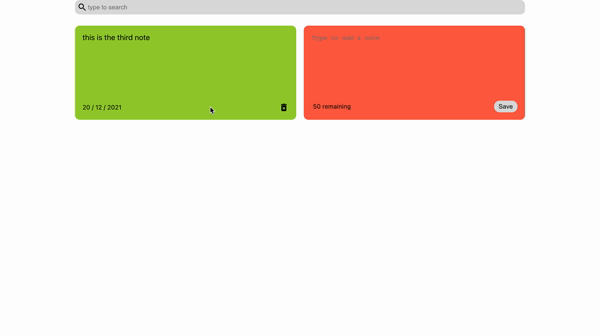 type to search
this is the third note
type to add a note
20 / 12 / 2021
50 remaining
Save